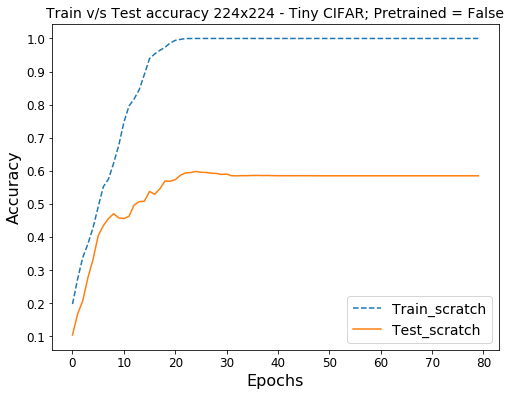 Train v/s Test accuracy 224x224 - Tiny CIFAR; Pretrained = False
1.0
0.9
0.8
0.7
0.6
0.5
0.4
0.3
0.2
0.1
Accuracy
Train_scratch
Test_scratch
0 10 20 30 40 50 60 70 80
Epochs